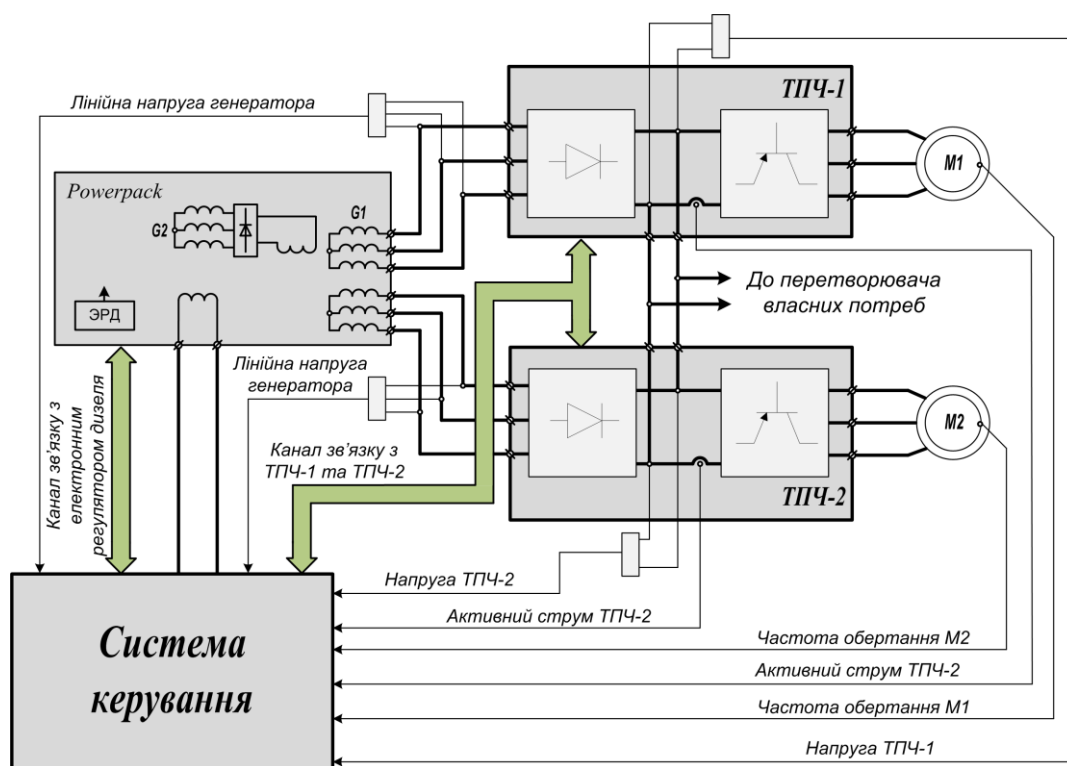 ТПЧ-1
Лінійна напруга генератора
M1
Powerpack
G1
G2
До перетворювача
власних потреб
ЭРД
Лінійна напруга
генератора
M2
Канал зв'язку з
електронним
регулятором дизеля
Канал зв'язку з
ТПЧ-1 та ТПЧ-2
ТПЧ-2
Напруга ТПЧ-2
Активний струм ТПЧ-2
Частота обертання М2
Активний струм ТПЧ-2
Частота обертання М1
Напруга ТПЧ-1
Система
керування